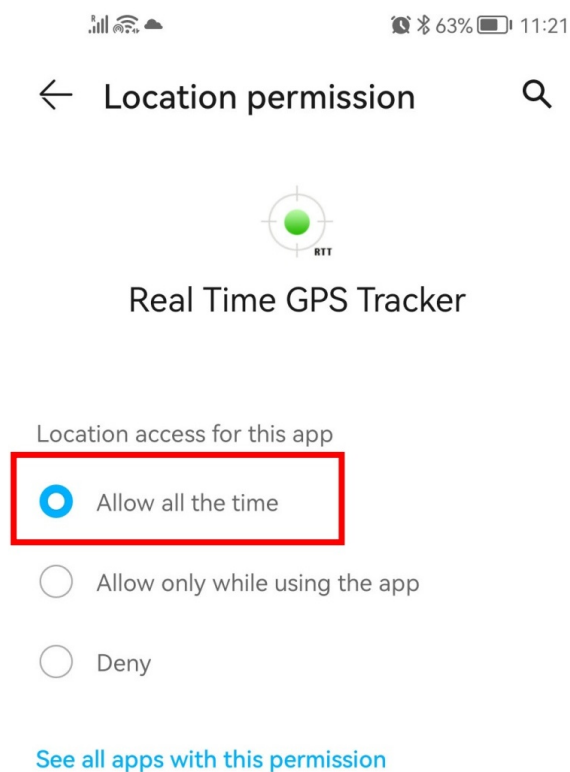 R 63% 11:21
Location permission
RTT
Real Time GPS Tracker
Location access for this app
Allow all the time
Allow only while using the app
Deny
See all apps with this permission